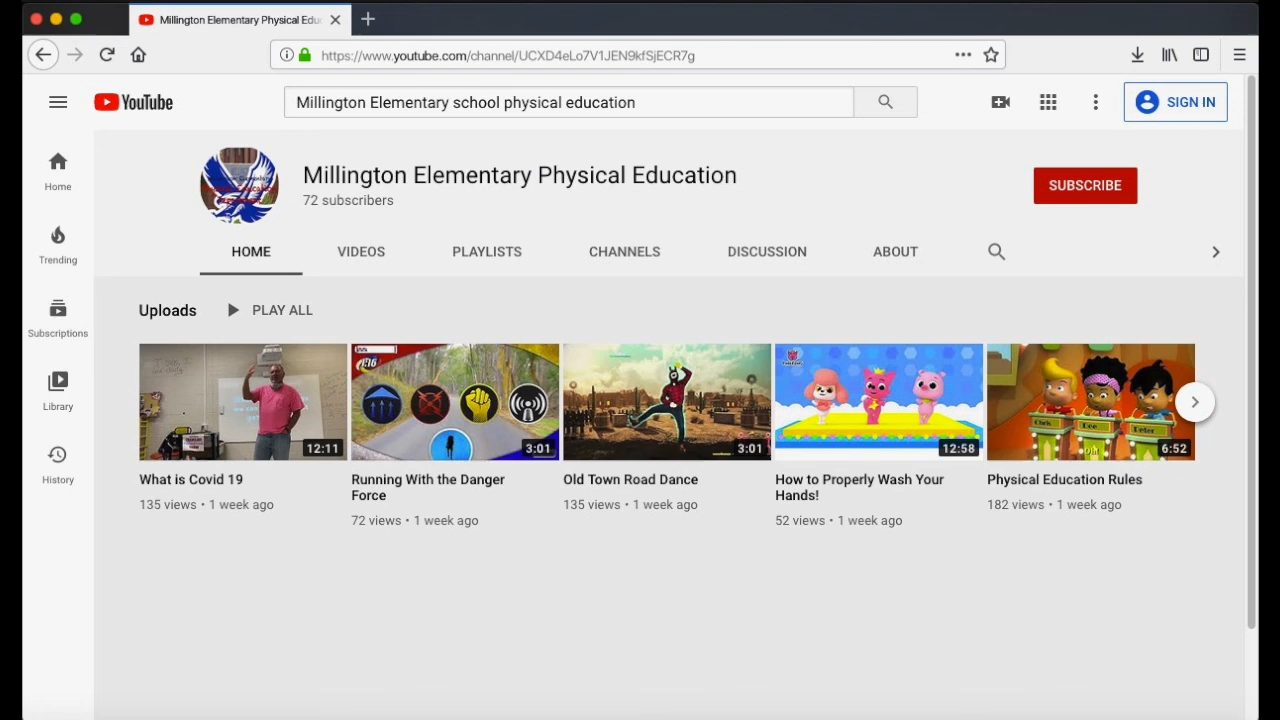 Millington Elementary Physical Edu
https://www.youtube.com/channel/UCXD4eLo7V1JEN9kfSjECR7g
YouTube
Millington Elementary school physical education
SIGN IN
Millington Elementary Physical Education
72 subscribers
SUBSCRIBE
HOME VIDEOS PLAYLISTS CHANNELS DISCUSSION ABOUT
Home
Trending
Subscriptions
Library
History
Uploads PLAY ALL
12:11
What is Covid 19
135 views • 1 week ago
3:01
Running With the Danger
Force
72 views • 1 week ago
3:01
Old Town Road Dance
135 views • 1 week ago
12:58
How to Properly Wash Your
Hands!
52 views • 1 week ago
Chris Dee Peter
6:52
Physical Education Rules
182 views • 1 week ago